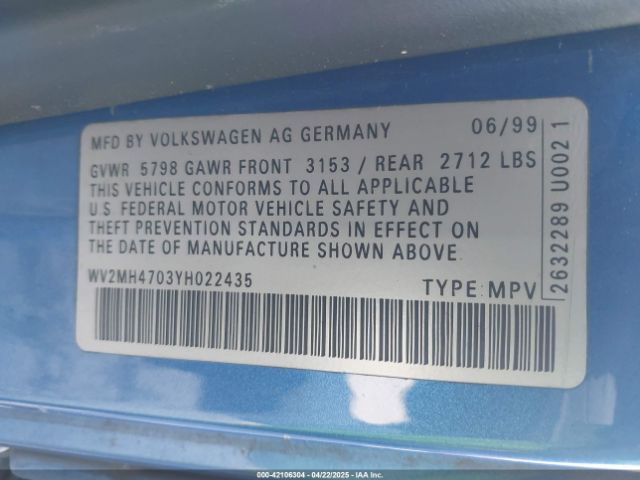 MFD BY VOLKSWAGEN AG GERMANY 06/99
GVWR 5798 GAWR FRONT 3153 / REAR 2712 LBS
THIS VEHICLE CONFORMS TO ALL APPLICABLE
U.S. FEDERAL MOTOR VEHICLE SAFETY AND
THEFT PREVENTION STANDARDS IN EFFECT ON
THE DATE OF MANUFACTURE SHOWN ABOVE.
WV2MH4703YH022435 TYPE: MPV
2632289 U002 1
000-42106304 - 04/22/2025 - IAAI.com